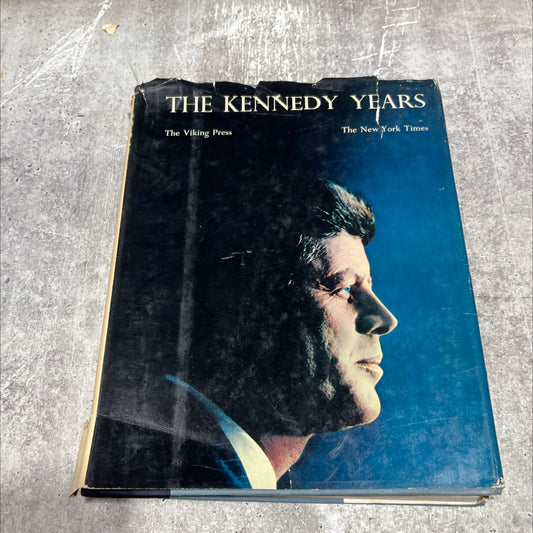 THE KENNEDY YEARS
The Viking Press The New York Times